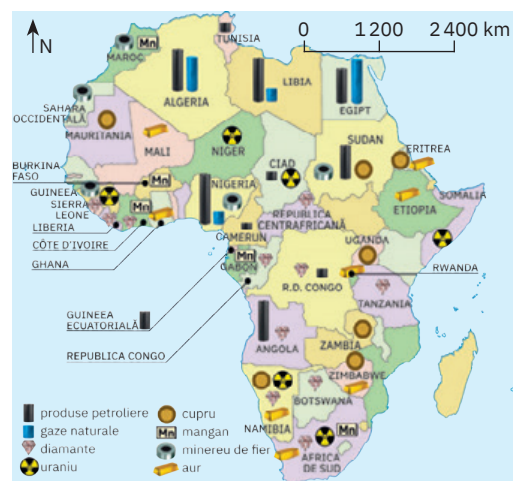 N
0 1 200 2 400 km
TUNISIA
MAROC
Mn
SAHARA
OCCIDENTALĂ
ALGERIA
LIBIA
EGIPT
MAURITANIA
MALI
NIGER
CIAD
SUDAN
ERITREA
BURKINA
FASO
Mn
GUINEEA
SIERRA
LEONE
LIBERIA
CÔTE D'IVOIRE
GHANA
Mn
NIGERIA
REPUBLICA
CENTRAFRICANĂ
ETIOPIA
SOMALIA
CAMERUN
Mn
GABON
UGANDA
R.D. CONGO
RWANDA
TANZANIA
GUINEEA
ECUATORIALĂ
REPUBLICA CONGO
ANGOLA
ZAMBIA
ZIMBABWE
BOTSWANA
NAMIBIA
Mn
AFRICA
DE SUD
produse petroliere
gaze naturale
diamante
uraniu
cupru
Mn mangan
minereu de fier
aur